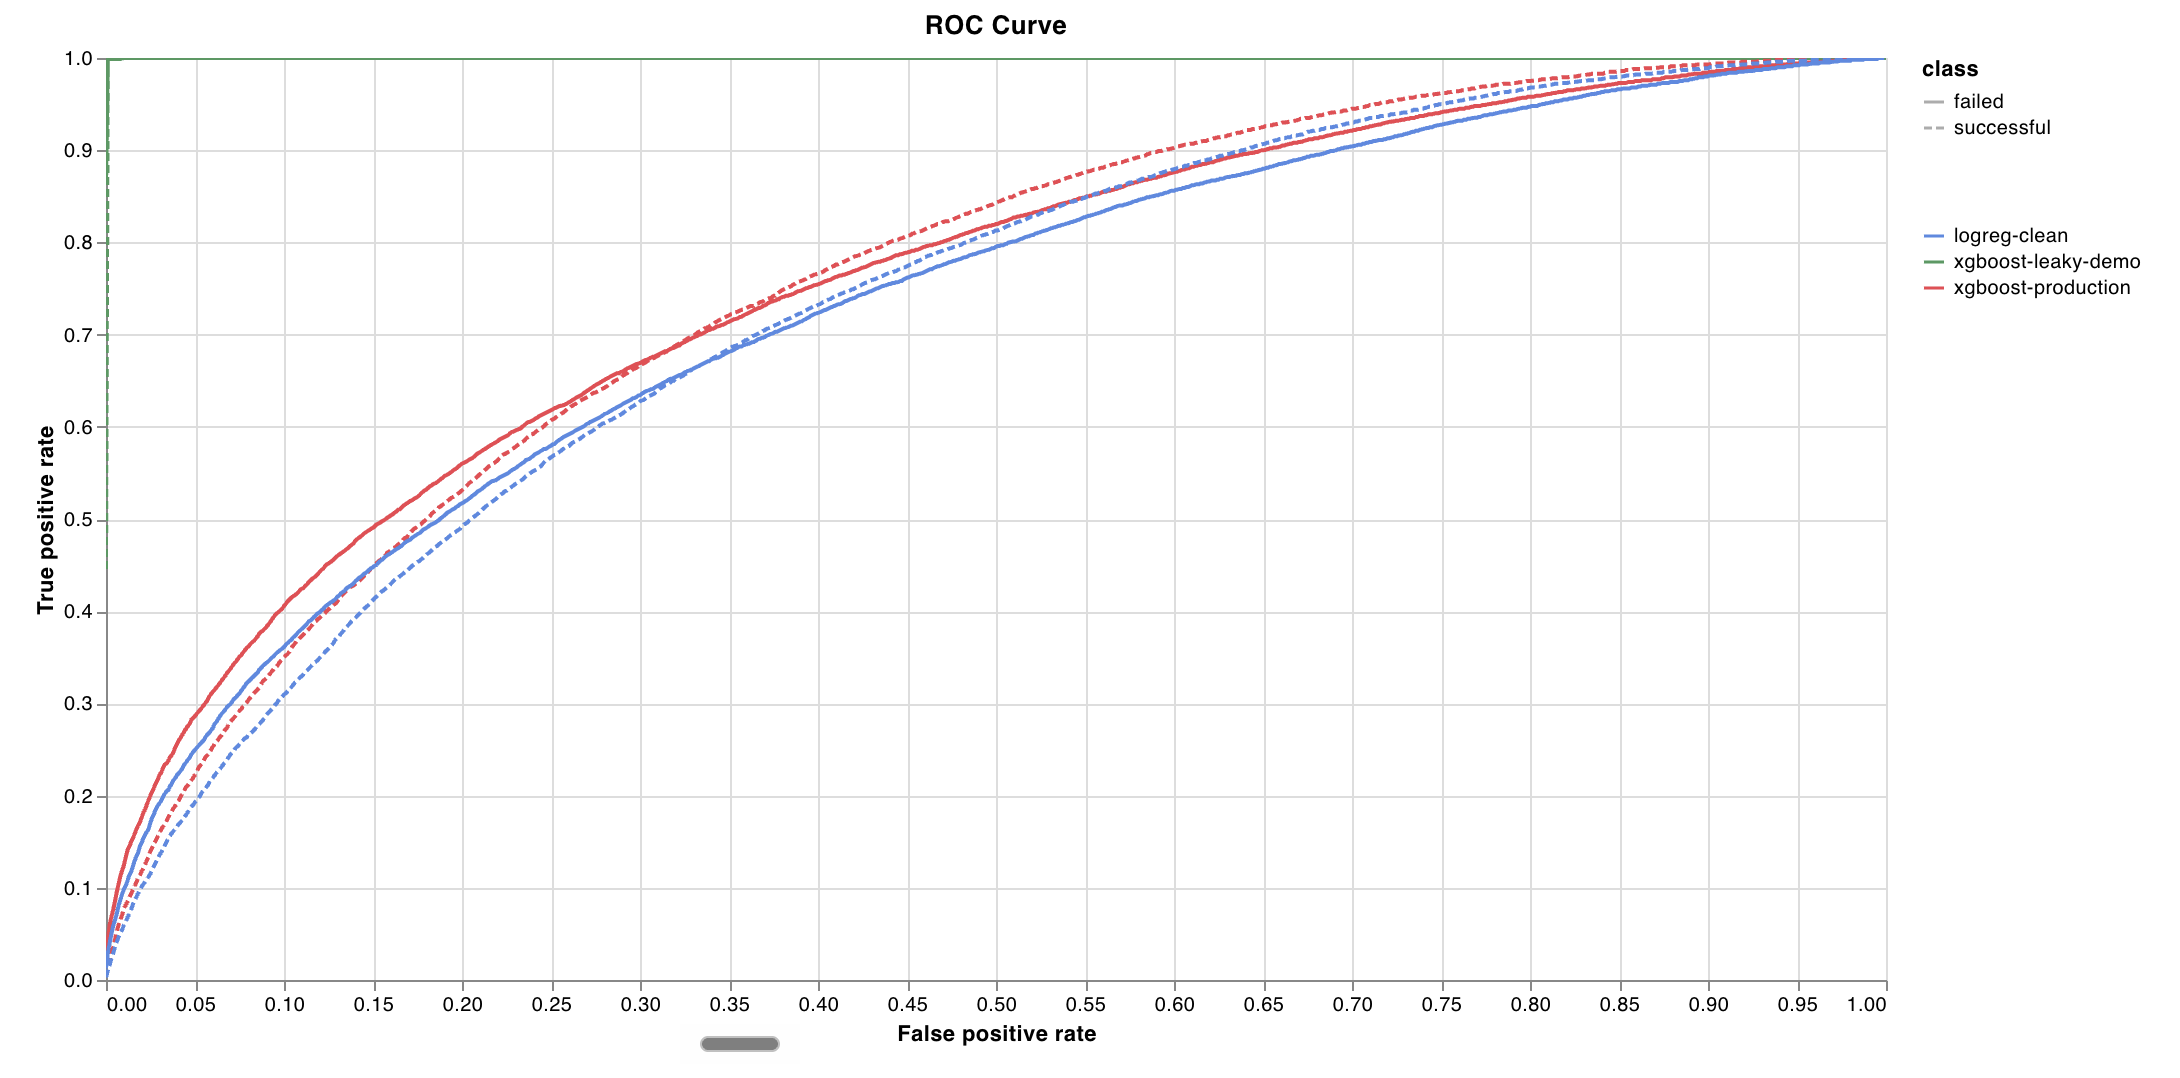 ROC Curve
True positive rate
1.0
0.9
0.8
0.7
0.6
0.5
0.4
0.3
0.2
0.1
0.0
0.00 0.05 0.10 0.15 0.20 0.25 0.30 0.35 0.40 0.45 0.50 0.55 0.60 0.65 0.70 0.75 0.80 0.85 0.90 0.95 1.00
False positive rate
class
failed
successful
logreg-clean
xgboost-leaky-demo
xgboost-production